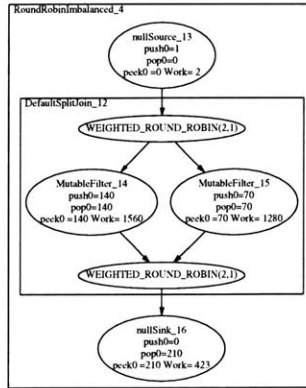 RoundRobinImbalanced_4
nullSource_13
push0=1
pop0=0
peek0 =0 Work= 2
DefaultSplitJoin_12
WEIGHTED_ROUND_ROBIN(2,1)
MutableFilter_14
push0=140
pop0=140
peek0 =140 Work= 1560
MutableFilter_15
push0=70
pop0=70
peek0 =70 Work= 1280
WEIGHTED_ROUND_ROBIN(2,1)
nullSink_16
push0=0
pop0=210
peek0 =210 Work= 423